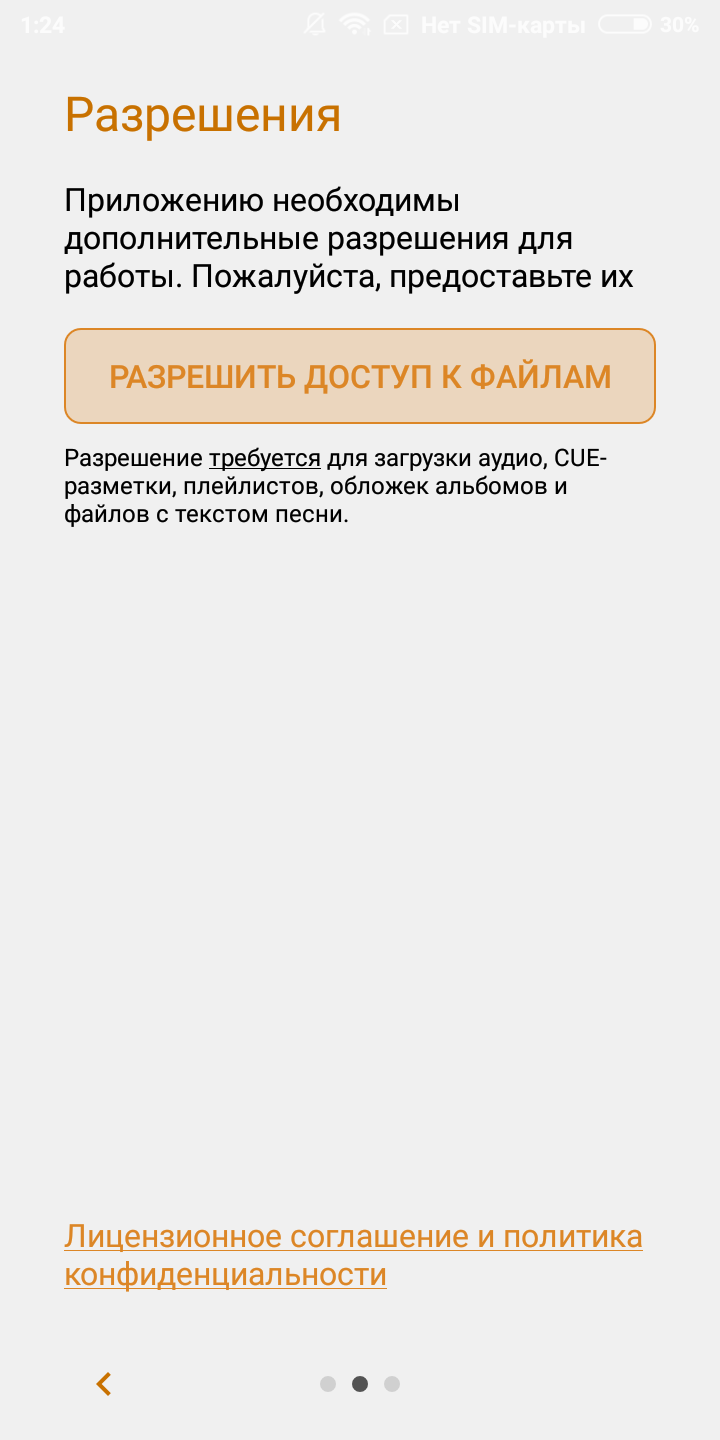 1:24 Нет SIM-карты 30%
Разрешения
Приложению необходимы
дополнительные разрешения для
работы. Пожалуйста, предоставьте их
РАЗРЕШИТЬ ДОСТУП К ФАЙЛАМ
Разрешение требуется для загрузки аудио, CUE-
разметки, плейлистов, обложек альбомов и
файлов с текстом песни.
Лицензионное соглашение и политика
конфиденциальности